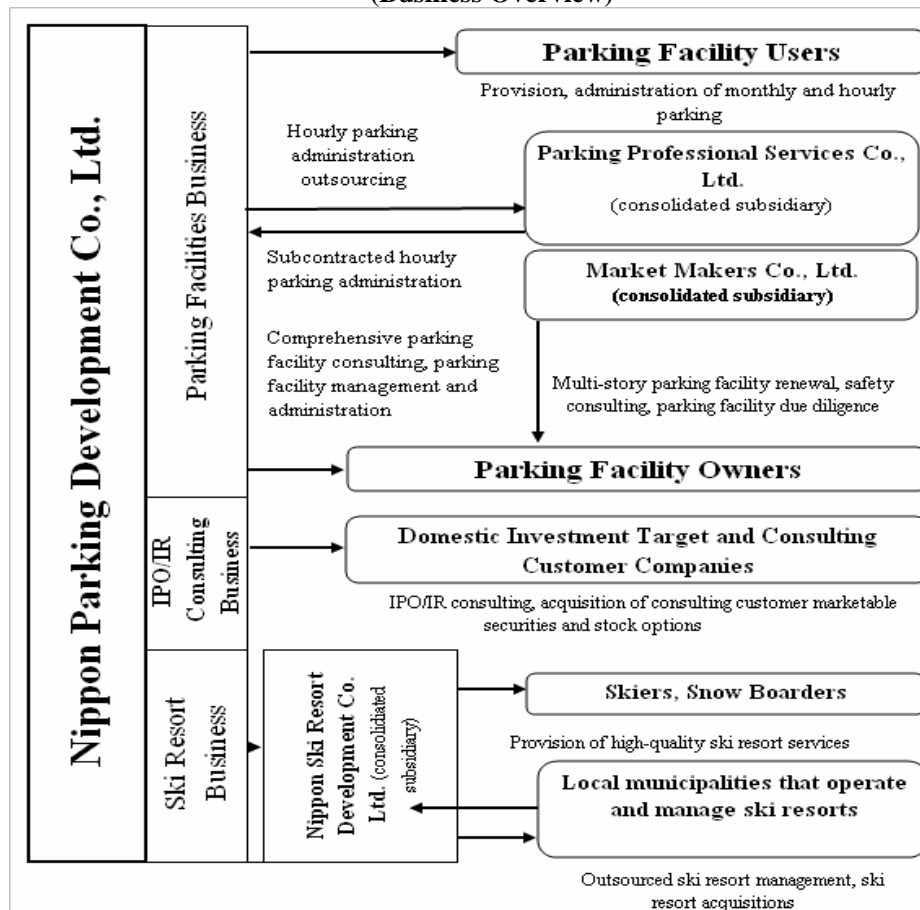 (Business Overview)
Nippon Parking Development Co., Ltd.
Parking Facilities Business
Parking Facility Users
Provision, administration of monthly and hourly
parking
Hourly parking
administration
outsourcing
Parking Professional Services Co.,
Ltd.
(consolidated subsidiary)
Subcontracted hourly
parking administration
Market Makers Co., Ltd.
(consolidated subsidiary)
Comprehensive parking
facility consulting, parking
facility management and
administration
Multi-story parking facility renewal, safety
consulting, parking facility due diligence
Parking Facility Owners
IPO/IR
Consulting
Business
Domestic Investment Target and Consulting
Customer Companies
IPO/IR consulting, acquisition of consulting customer marketable
securities and stock options
Ski Resort
Business
Nippon Ski Resort
Development Co.
Ltd. (consolidiated
subsidiary)
Skiers, Snow Boarders
Provision of high-quality ski resort services
Local municipalities that operate
and manage ski resorts
Outsourced ski resort management, ski
resort acquisitions